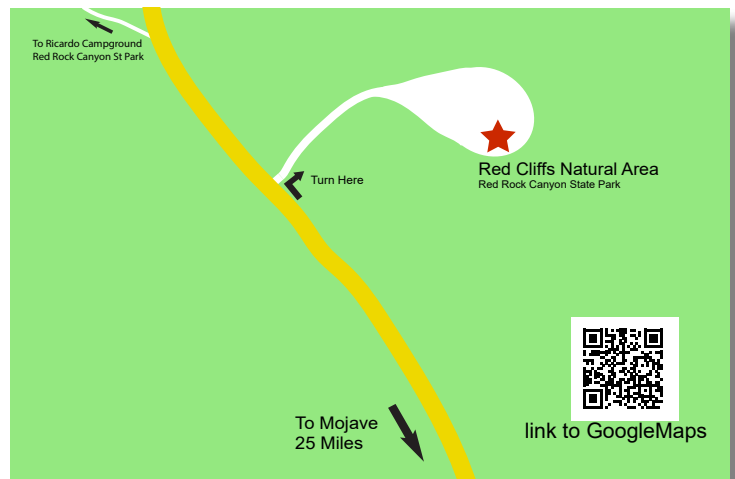 To Ricardo Campground
Red Rock Canyon St Park
Turn Here
Red Cliffs Natural Area
Red Rock Canyon State Park
To Mojave
25 Miles
link to GoogleMaps